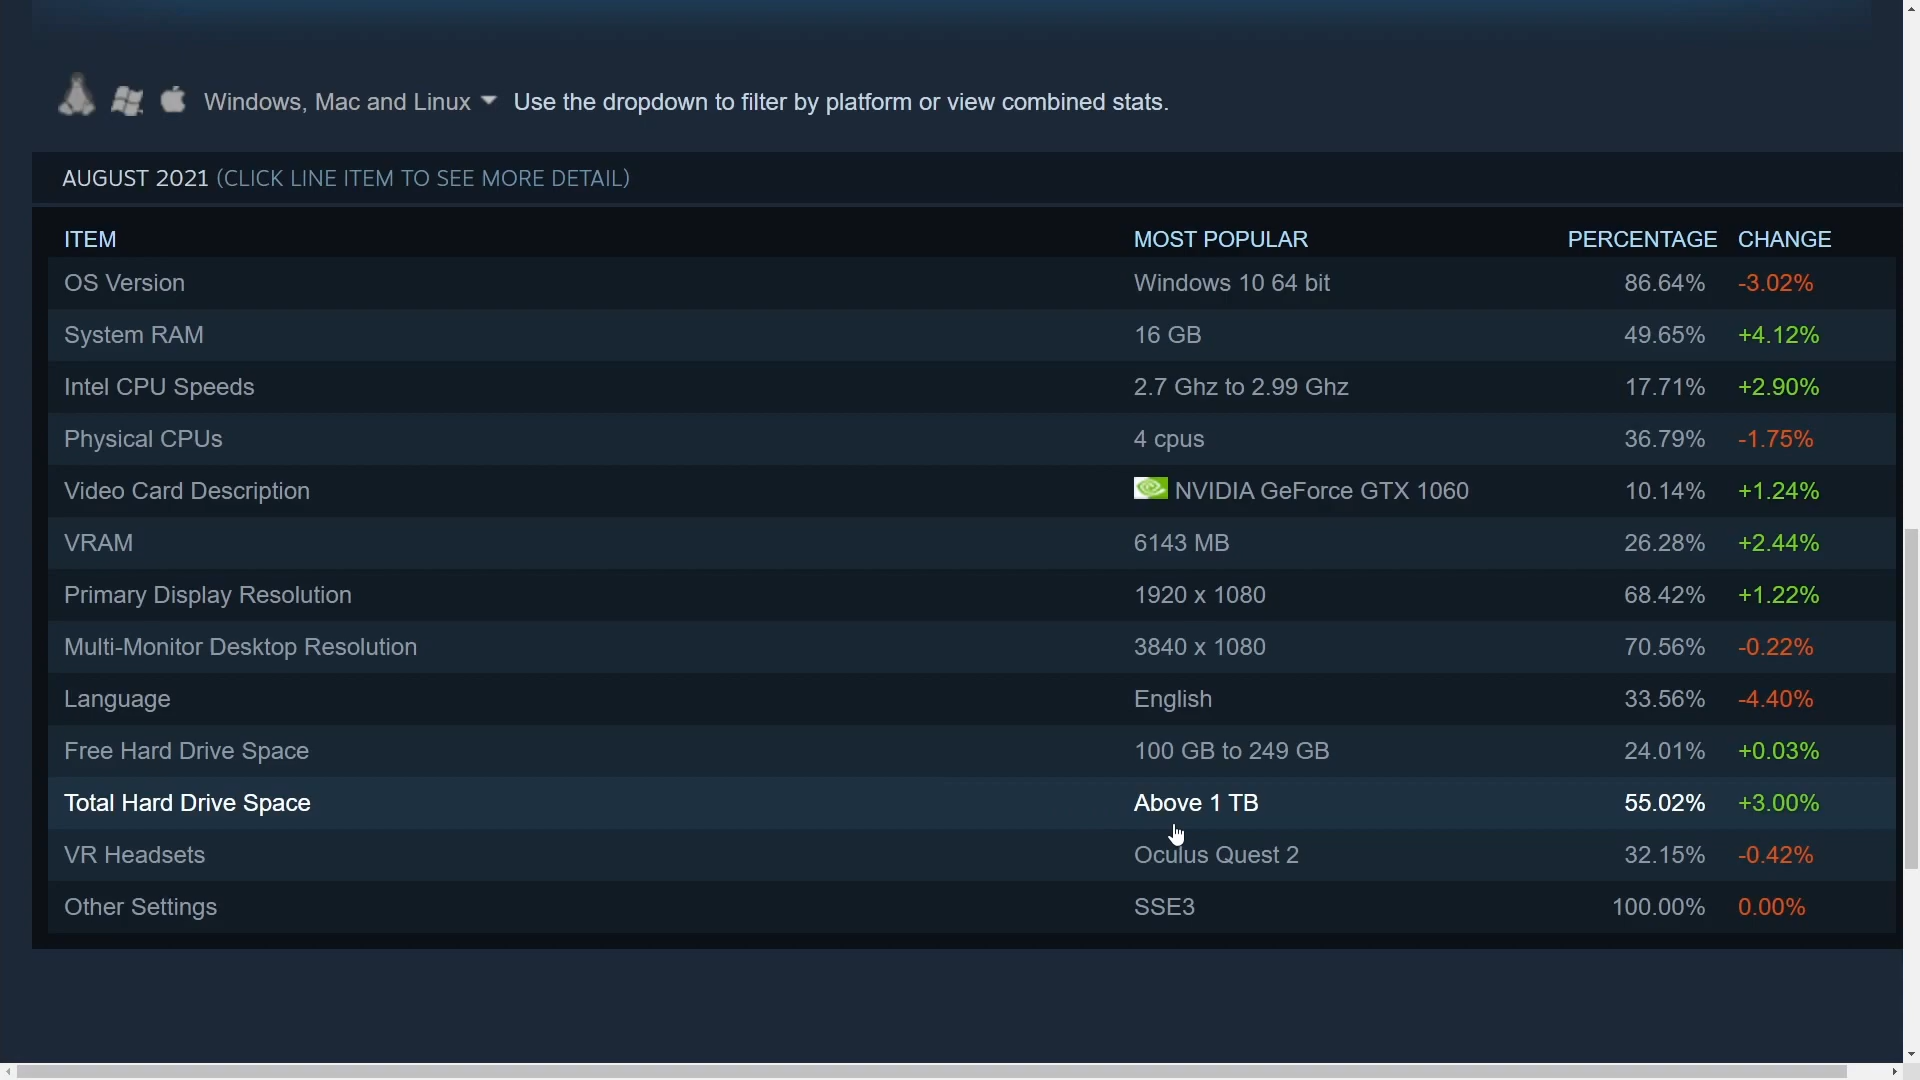 Windows, Mac and Linux Use the dropdown to filter by platform or view combined stats.
AUGUST 2021 (CLICK LINE ITEM TO SEE MORE DETAIL)
ITEM MOST POPULAR PERCENTAGE CHANGE
OS Version Windows 10 64 bit 86.64% -3.02%
System RAM 16 GB 49.65% +4.12%
Intel CPU Speeds 2.7 Ghz to 2.99 Ghz 17.71% +2.90%
Physical CPUs 4 cpus 36.79% -1.75%
Video Card Description NVIDIA GeForce GTX 1060 10.14% +1.24%
VRAM 6143 MB 26.28% +2.44%
Primary Display Resolution 1920 x 1080 68.42% +1.22%
Multi-Monitor Desktop Resolution 3840 x 1080 70.56% -0.22%
Language English 33.56% -4.40%
Free Hard Drive Space 100 GB to 249 GB 24.01% +0.03%
Total Hard Drive Space Above 1 TB 55.02% +3.00%
VR Headsets Oculus Quest 2 32.15% -0.42%
Other Settings SSE3 100.00% 0.00%